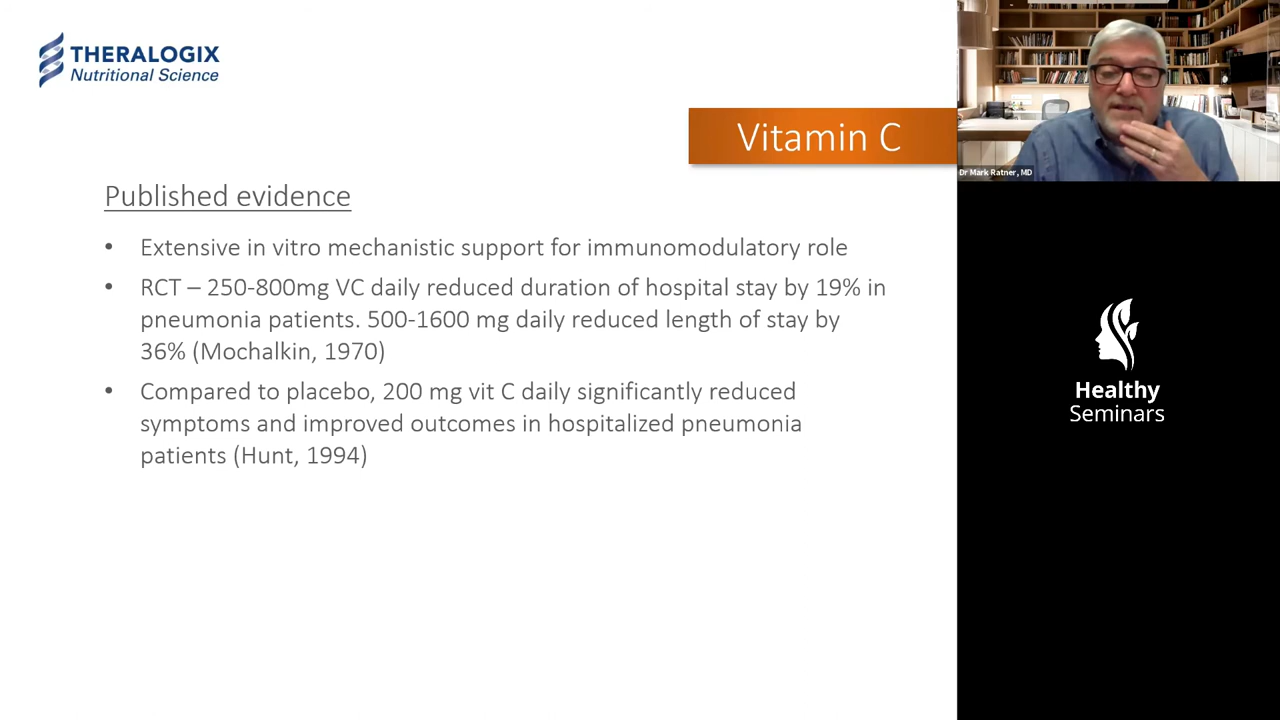 THERALOGIX
Nutritional Science
Vitamin C
Dr Mark Ratner, MD
Published evidence
• Extensive in vitro mechanistic support for immunomodulatory role
• RCT – 250-800mg VC daily reduced duration of hospital stay by 19% in
pneumonia patients. 500-1600 mg daily reduced length of stay by
36% (Mochalkin, 1970)
• Compared to placebo, 200 mg vit C daily significantly reduced
symptoms and improved outcomes in hospitalized pneumonia
patients (Hunt, 1994)
Healthy
Seminars